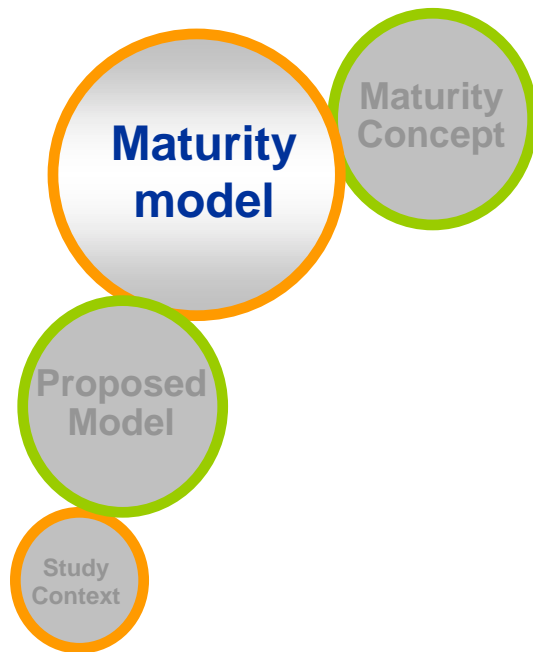 Maturity
Concept
Maturity
model
Proposed
Model
Study
Context